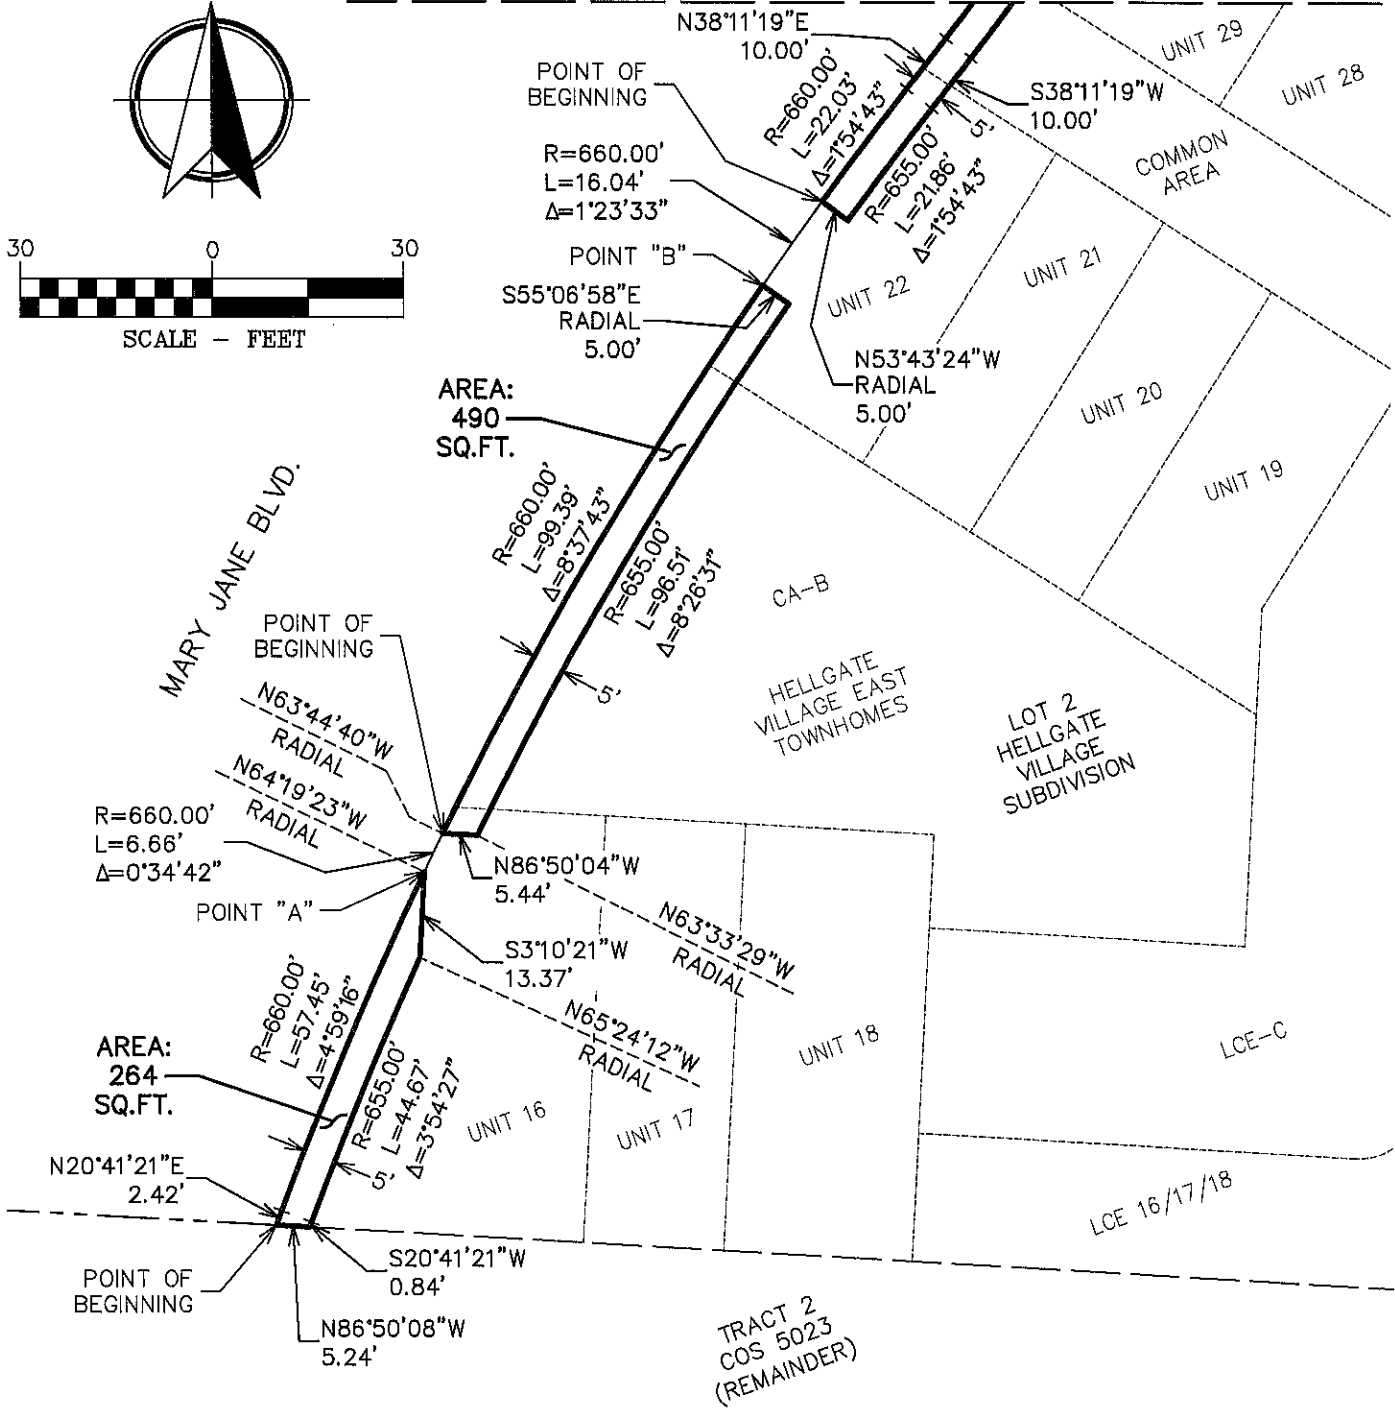 N38°11'19"E
10.00'
POINT OF
BEGINNING
R=660.00'
L=22.03'
Δ=1°54'43"
S38°11'19"W
10.00'
5'
UNIT 29
UNIT 28
COMMON
AREA
R=660.00'
L=16.04'
Δ=1°23'33"
R=655.00'
L=21.86'
Δ=1°54'43"
30 0 30
SCALE - FEET
POINT "B"
S55°06'58"E
RADIAL
5.00'
UNIT 22
UNIT 21
N53°43'24"W
RADIAL
5.00'
UNIT 20
UNIT 19
AREA:
490
SQ.FT.
MARY JANE BLVD.
R=660.00'
L=99.39'
Δ=8°37'43"
R=655.00'
L=96.51'
Δ=8°26'31"
5'
CA-B
HELLGATE
VILLAGE EAST
TOWNHOMES
LOT 2
HELLGATE
VILLAGE
SUBDIVISION
POINT OF
BEGINNING
N63°44'40"W
RADIAL
N64°19'23"W
RADIAL
R=660.00'
L=6.66'
Δ=0°34'42"
POINT "A"
N86°50'04"W
5.44'
N63°33'29"W
RADIAL
S3°10'21"W
13.37'
N65°24'12"W
RADIAL
R=660.00'
L=57.45'
Δ=4°59'16"
AREA:
264
SQ.FT.
R=655.00'
L=44.67'
Δ=3°54'27"
5'
UNIT 16
UNIT 17
UNIT 18
LCE-C
LCE 16/17/18
N20°41'21"E
2.42'
POINT OF
BEGINNING
S20°41'21"W
0.84'
N86°50'08"W
5.24'
TRACT 2
COS 5023
(REMAINDER)